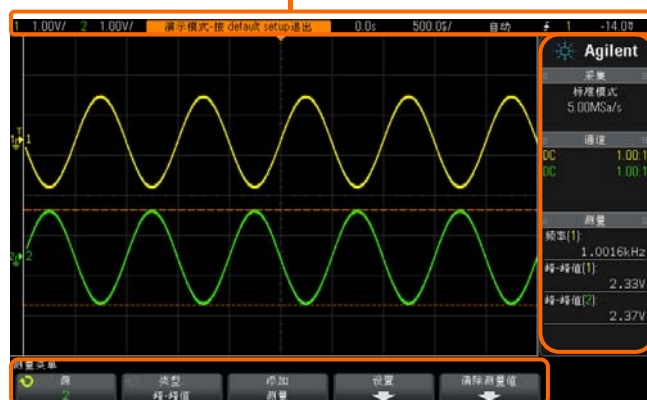 1 1.00V/ 2 1.00V/ 演示模式-按 default setup退出 0.0s 500.0s/ 自动 1 -14.0V
Agilent
采集
标准模式
5.00MSa/s
通道
DC 1.00:1
DC 1.00:1
测量
频率(1):
1.0016kHz
峰-峰值(1):
2.33V
峰-峰值(2):
2.37V
1
2
测量菜单
源 类型 添加 设置 清除测量值
2 峰-峰值 测量